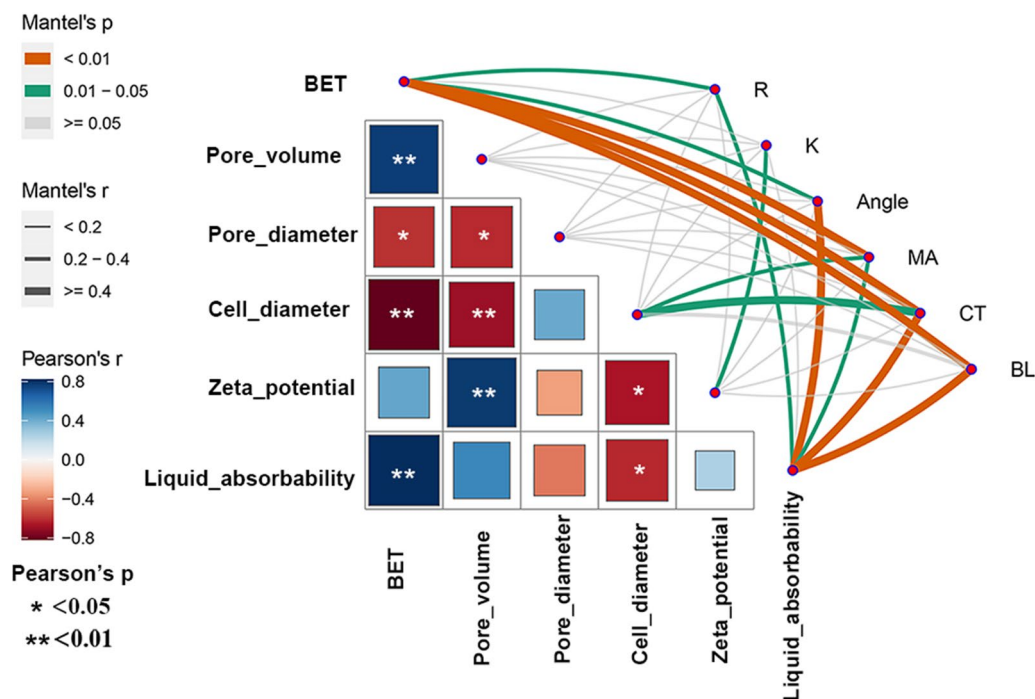 Mantel's p
< 0.01
0.01 − 0.05
>= 0.05
Mantel's r
< 0.2
0.2 − 0.4
>= 0.4
Pearson's r
0.8
0.4
0.0
−0.4
−0.8
Pearson’s p
* <0.05
** <0.01
BET
Pore_volume
Pore_diameter
Cell_diameter
Zeta_potential
Liquid_absorbability
**
* *
** **
** *
** *
R
K
Angle
MA
CT
BL
BET
Pore_volume
Pore_diameter
Cell_diameter
Zeta_potential
Liquid_absorbability